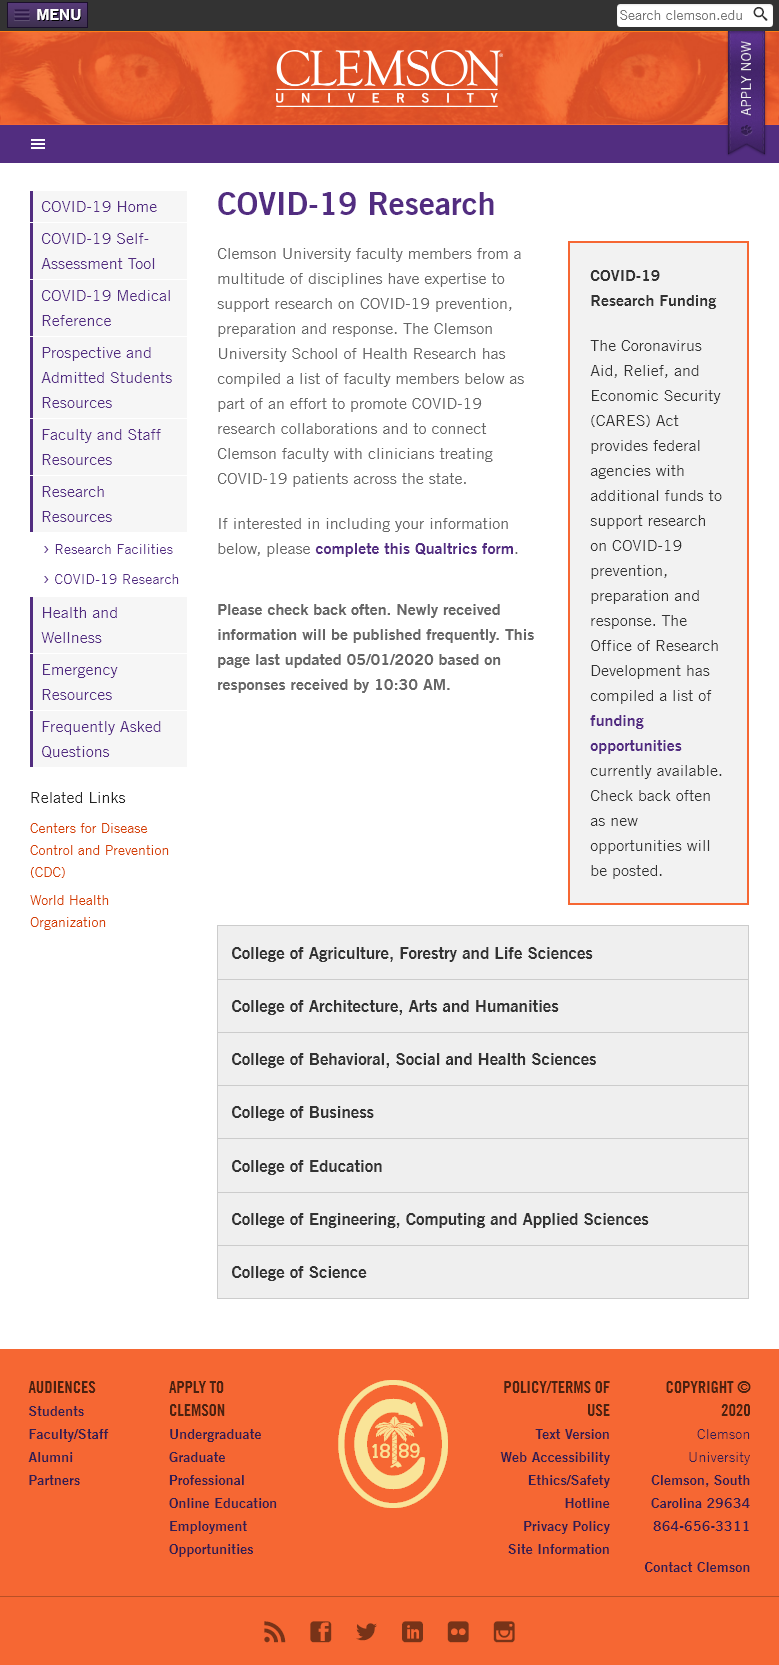 MENU
Search clemson.edu
CLEMSON®
UNIVERSITY
APPLY NOW
COVID-19 Home
COVID-19 Self-
Assessment Tool
COVID-19 Medical
Reference
Prospective and
Admitted Students
Resources
Faculty and Staff
Resources
Research
Resources
› Research Facilities
› COVID-19 Research
Health and
Wellness
Emergency
Resources
Frequently Asked
Questions
Related Links
Centers for Disease
Control and Prevention
(CDC)
World Health
Organization
COVID-19 Research
Clemson University faculty members from a
multitude of disciplines have expertise to
support research on COVID-19 prevention,
preparation and response. The Clemson
University School of Health Research has
compiled a list of faculty members below as
part of an effort to promote COVID-19
research collaborations and to connect
Clemson faculty with clinicians treating
COVID-19 patients across the state.
If interested in including your information
below, please complete this Qualtrics form.
Please check back often. Newly received
information will be published frequently. This
page last updated 05/01/2020 based on
responses received by 10:30 AM.
COVID-19
Research Funding
The Coronavirus
Aid, Relief, and
Economic Security
(CARES) Act
provides federal
agencies with
additional funds to
support research
on COVID-19
prevention,
preparation and
response. The
Office of Research
Development has
compiled a list of
funding
opportunities
currently available.
Check back often
as new
opportunities will
be posted.
College of Agriculture, Forestry and Life Sciences
College of Architecture, Arts and Humanities
College of Behavioral, Social and Health Sciences
College of Business
College of Education
College of Engineering, Computing and Applied Sciences
College of Science
AUDIENCES
Students
Faculty/Staff
Alumni
Partners
APPLY TO
CLEMSON
Undergraduate
Graduate
Professional
Online Education
Employment
Opportunities
C
1889
POLICY/TERMS OF
USE
Text Version
Web Accessibility
Ethics/Safety
Hotline
Privacy Policy
Site Information
COPYRIGHT ©
2020
Clemson
University
Clemson, South
Carolina 29634
864-656-3311
Contact Clemson